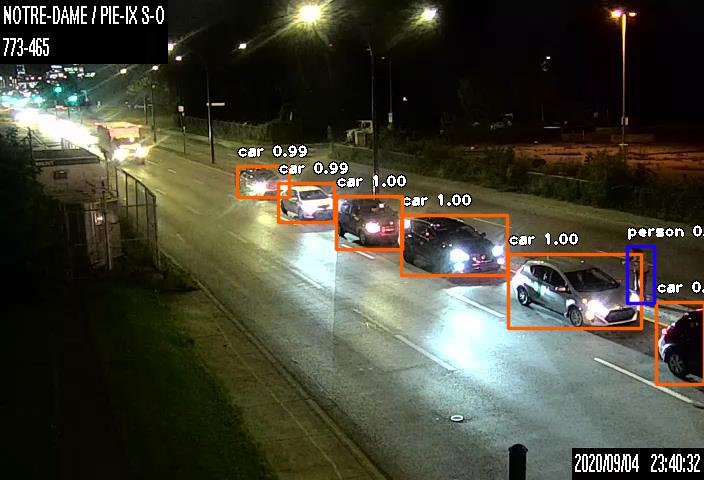 NOTRE-DAME / PIE-IX S-O
773-465
car 0.99
car 0.99
car 1.00
car 1.00
car 1.00
person 0.
car 0.
2020/09/04 23:40:32